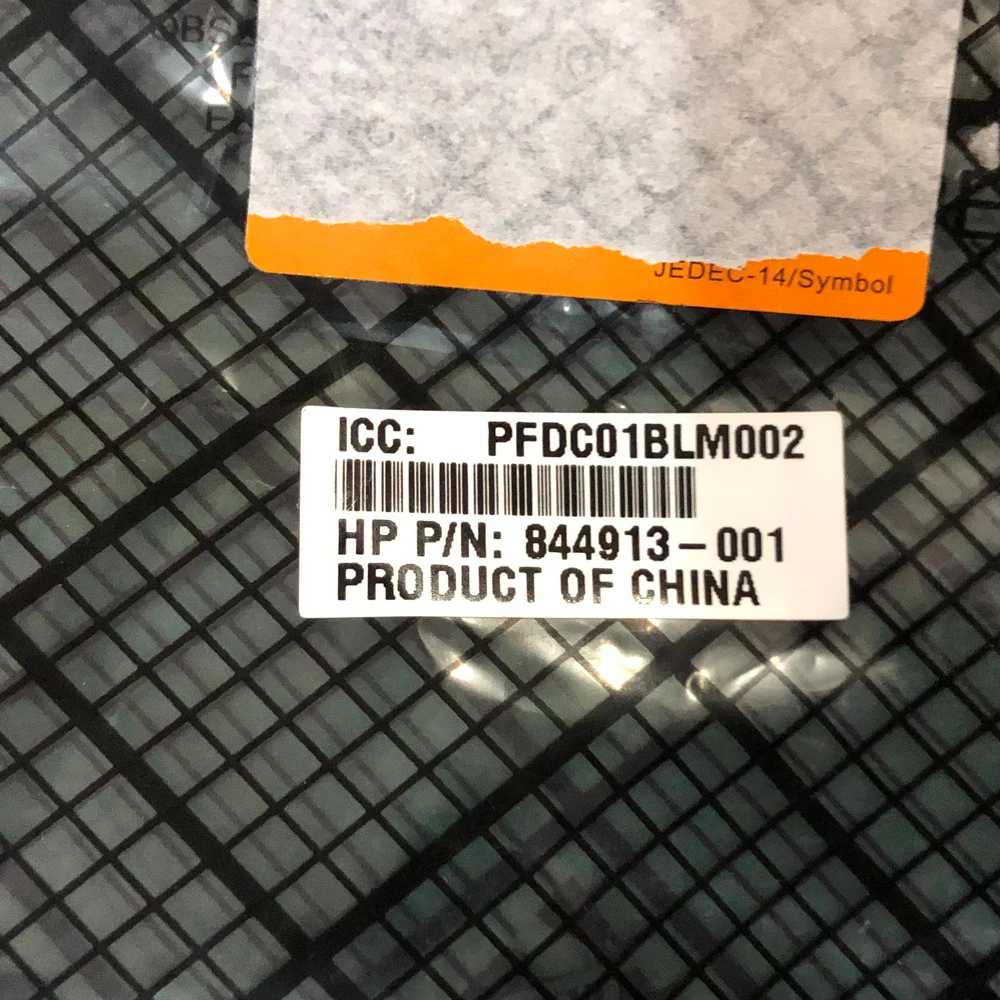 JEDEC-14/Symbol
ICC: PFDC01BLM002
HP P/N: 844913-001
PRODUCT OF CHINA